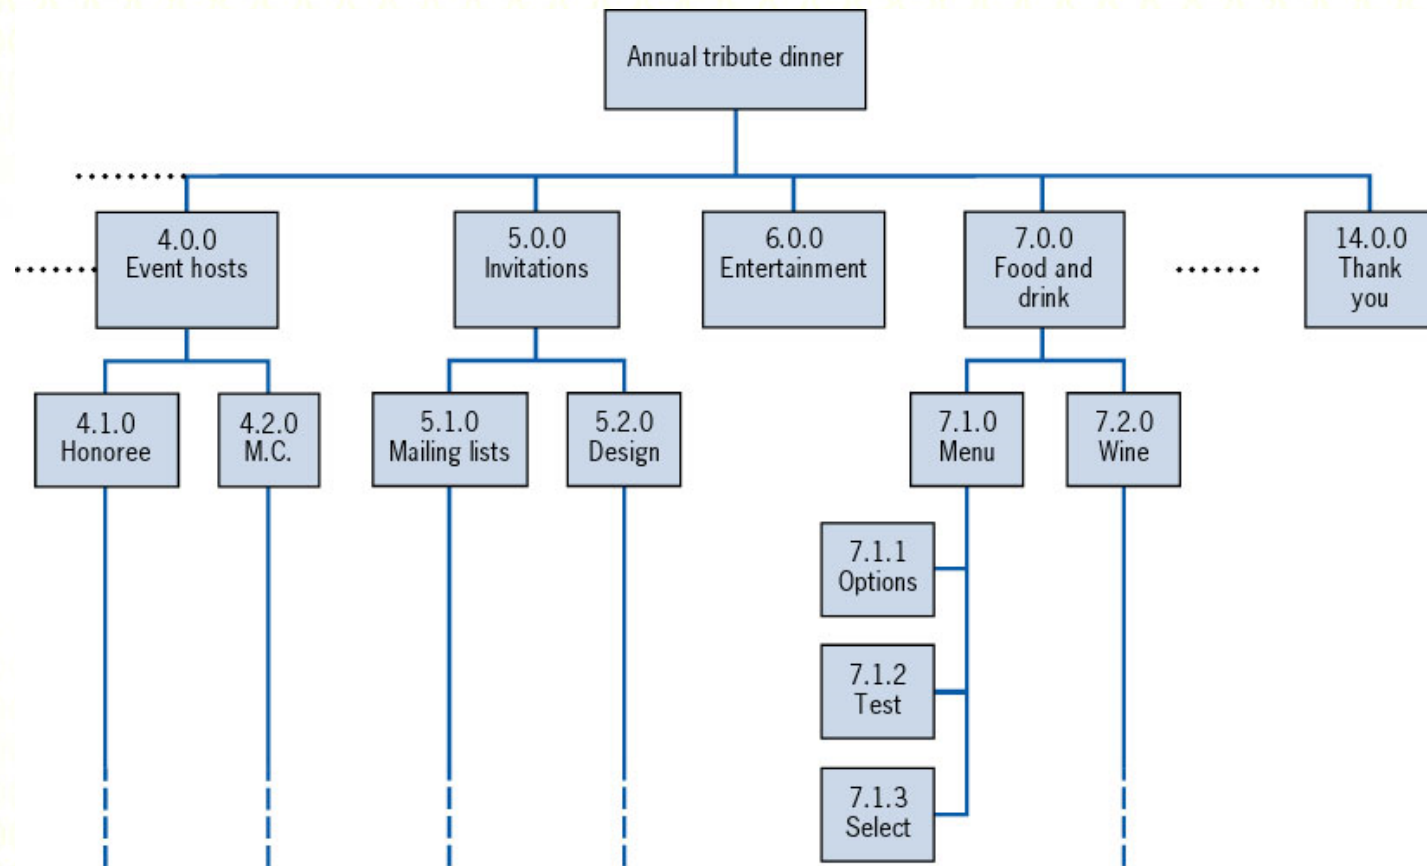 Annual tribute dinner
4.0.0
Event hosts
5.0.0
Invitations
6.0.0
Entertainment
7.0.0
Food and
drink
14.0.0
Thank
you
4.1.0
Honoree
4.2.0
M.C.
5.1.0
Mailing lists
5.2.0
Design
7.1.0
Menu
7.2.0
Wine
7.1.1
Options
7.1.2
Test
7.1.3
Select